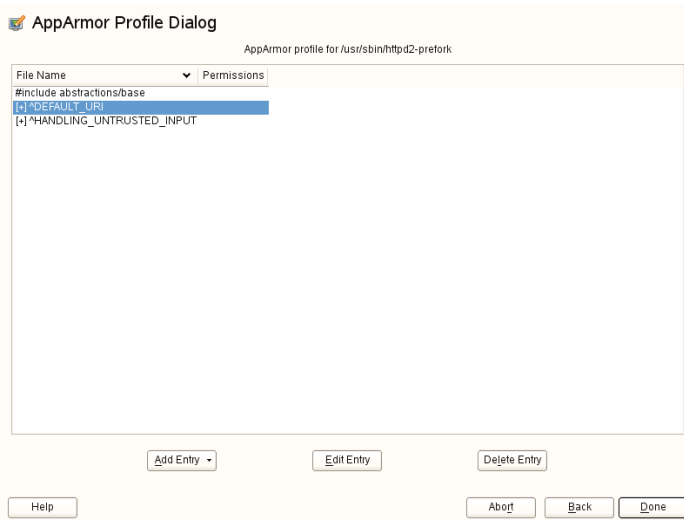 AppArmor Profile Dialog
AppArmor profile for /usr/sbin/httpd2-prefork
File Name Permissions
#include abstractions/base
[+] ^DEFAULT_URI
[+] ^HANDLING_UNTRUSTED_INPUT
Add Entry Edit Entry Delete Entry
Help Abort Back Done